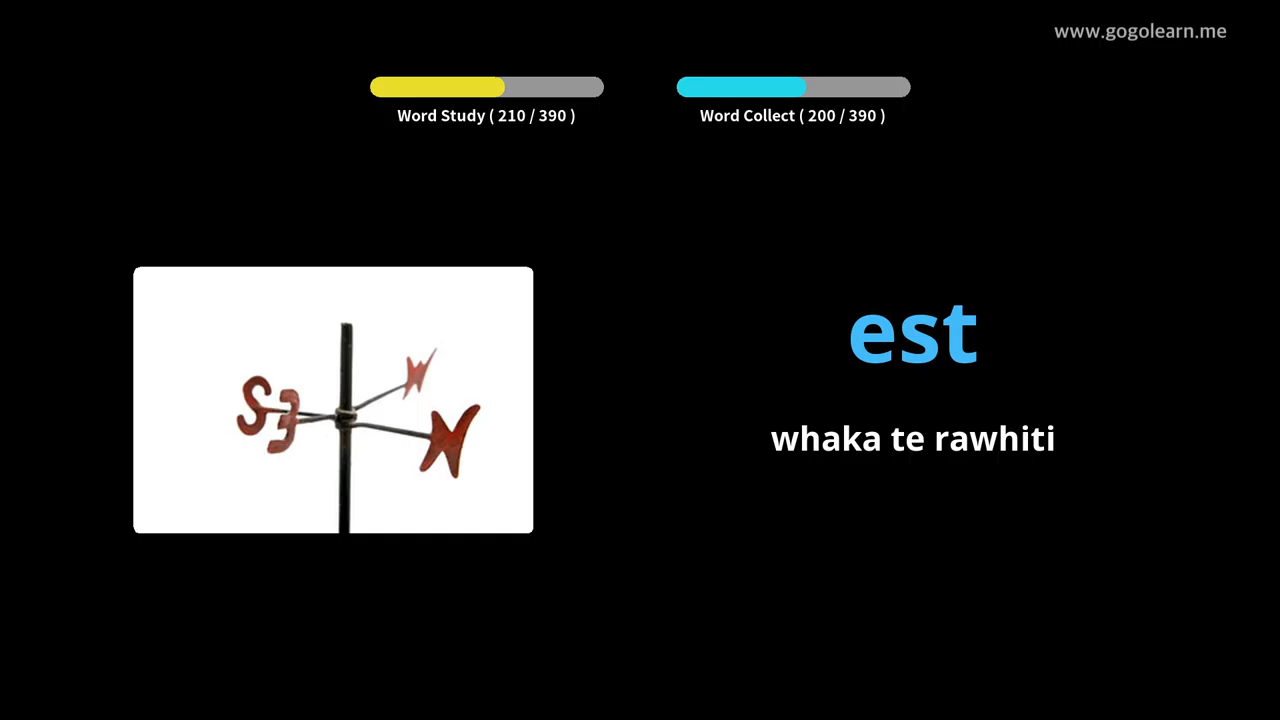 www.gogolearn.me
Word Study ( 210 / 390 )
Word Collect ( 200 / 390 )
est
whaka te rawhiti
S E W N